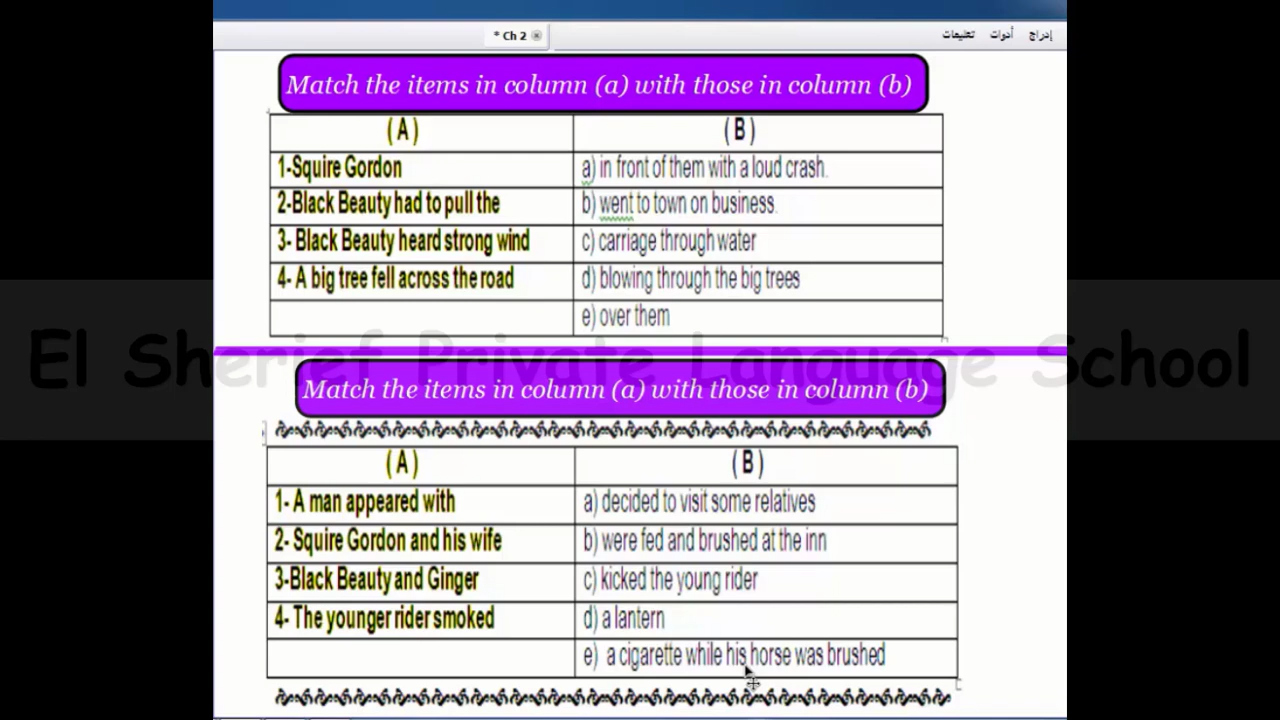 * Ch 2
إدراج أدوات تعليمات
Match the items in column (a) with those in column (b)
( A ) ( B )
1-Squire Gordon a) in front of them with a loud crash.
2-Black Beauty had to pull the b) went to town on business.
3- Black Beauty heard strong wind c) carriage through water
4- A big tree fell across the road d) blowing through the big trees
e) over them
El Sherief Private Language School
Match the items in column (a) with those in column (b)
( A ) ( B )
1- A man appeared with a) decided to visit some relatives
2- Squire Gordon and his wife b) were fed and brushed at the inn
3-Black Beauty and Ginger c) kicked the young rider
4- The younger rider smoked d) a lantern
e) a cigarette while his horse was brushed